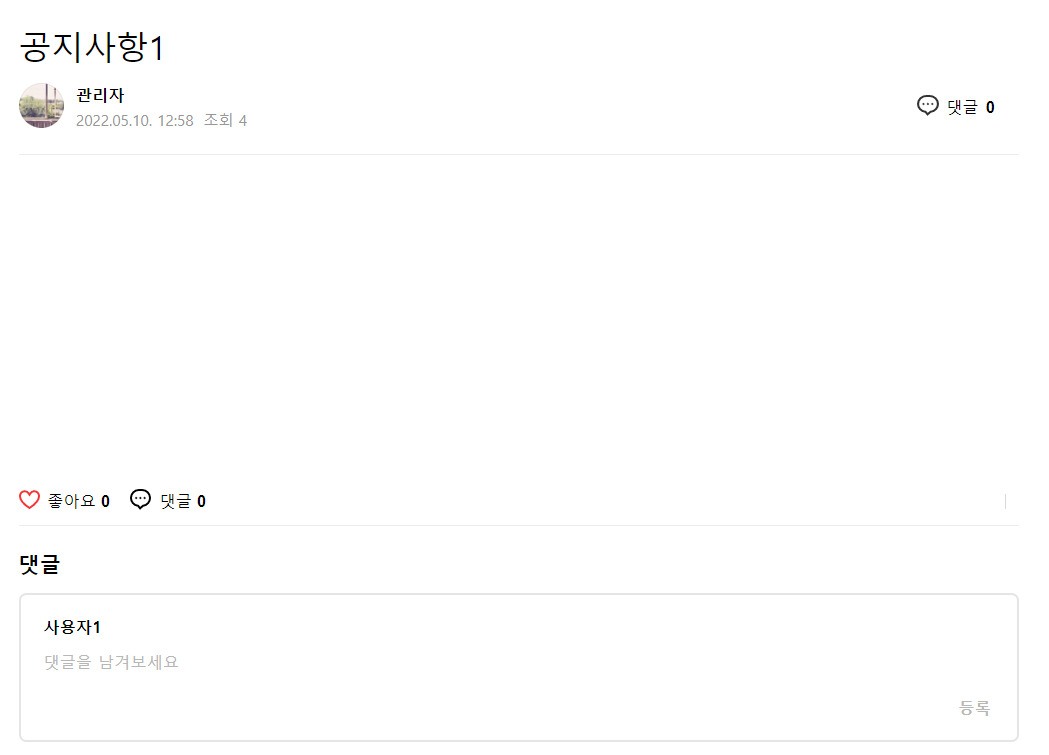 공지사항1
관리자
2022.05.10. 12:58 조회 4
댓글 0
좋아요 0 댓글 0
댓글
사용자1
댓글을 남겨보세요
등록